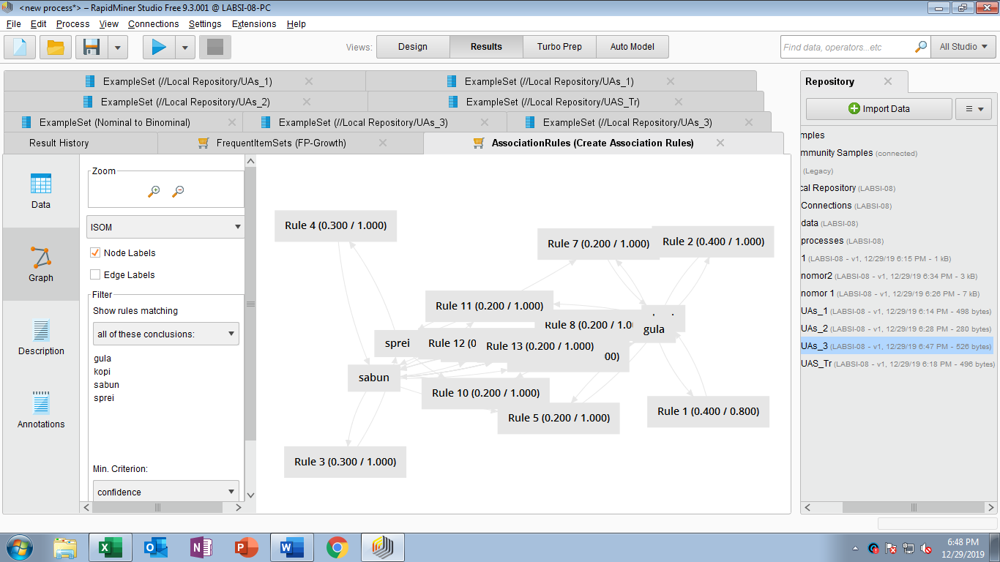 <new process*> – RapidMiner Studio Free 9.3.001 @ LABSI-08-PC
File Edit Process View Connections Settings Extensions Help
Views: Design Results Turbo Prep Auto Model
Find data, operators...etc
All Studio
ExampleSet (//Local Repository/UAs_1)
ExampleSet (//Local Repository/UAs_1)
ExampleSet (//Local Repository/UAs_2)
ExampleSet (//Local Repository/UAS_Tr)
ExampleSet (Nominal to Binominal)
ExampleSet (//Local Repository/UAs_3)
ExampleSet (//Local Repository/UAs_3)
Result History
FrequentItemSets (FP-Growth)
AssociationRules (Create Association Rules)
Data
Graph
Description
Annotations
Zoom
ISOM
Node Labels
Edge Labels
Filter
Show rules matching
all of these conclusions:
gula
kopi
sabun
sprei
Min. Criterion:
confidence
Rule 4 (0.300 / 1.000)
Rule 7 (0.200 / 1.000)
Rule 2 (0.400 / 1.000)
Rule 11 (0.200 / 1.000)
Rule 8 (0.200 / 1.0
gula
sprei
Rule 12 (0
Rule 13 (0.200 / 1.000)
00)
sabun
Rule 10 (0.200 / 1.000)
Rule 5 (0.200 / 1.000)
Rule 1 (0.400 / 0.800)
Rule 3 (0.300 / 1.000)
Repository
Import Data
mples
mmunity Samples (connected)
(Legacy)
cal Repository (LABSI-08)
Connections (LABSI-08)
data (LABSI-08)
processes (LABSI-08)
1 (LABSI-08 - v1, 12/29/19 6:15 PM - 1 kB)
nomor2 (LABSI-08 - v1, 12/29/19 6:34 PM - 3 kB)
nomor 1 (LABSI-08 - v1, 12/29/19 6:26 PM - 7 kB)
UAs_1 (LABSI-08 - v1, 12/29/19 6:14 PM - 498 bytes)
UAs_2 (LABSI-08 - v1, 12/29/19 6:28 PM - 280 bytes)
UAs_3 (LABSI-08 - v1, 12/29/19 6:47 PM - 526 bytes)
UAS_Tr (LABSI-08 - v1, 12/29/19 6:18 PM - 496 bytes)
6:48 PM
12/29/2019